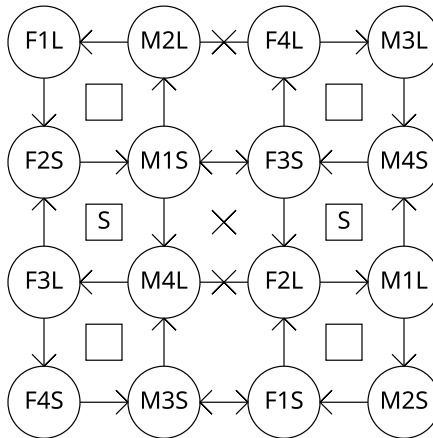 F1L M2L F4L M3L
F2S M1S F3S M4S
S S
F3L M4L F2L M1L
F4S M3S F1S M2S